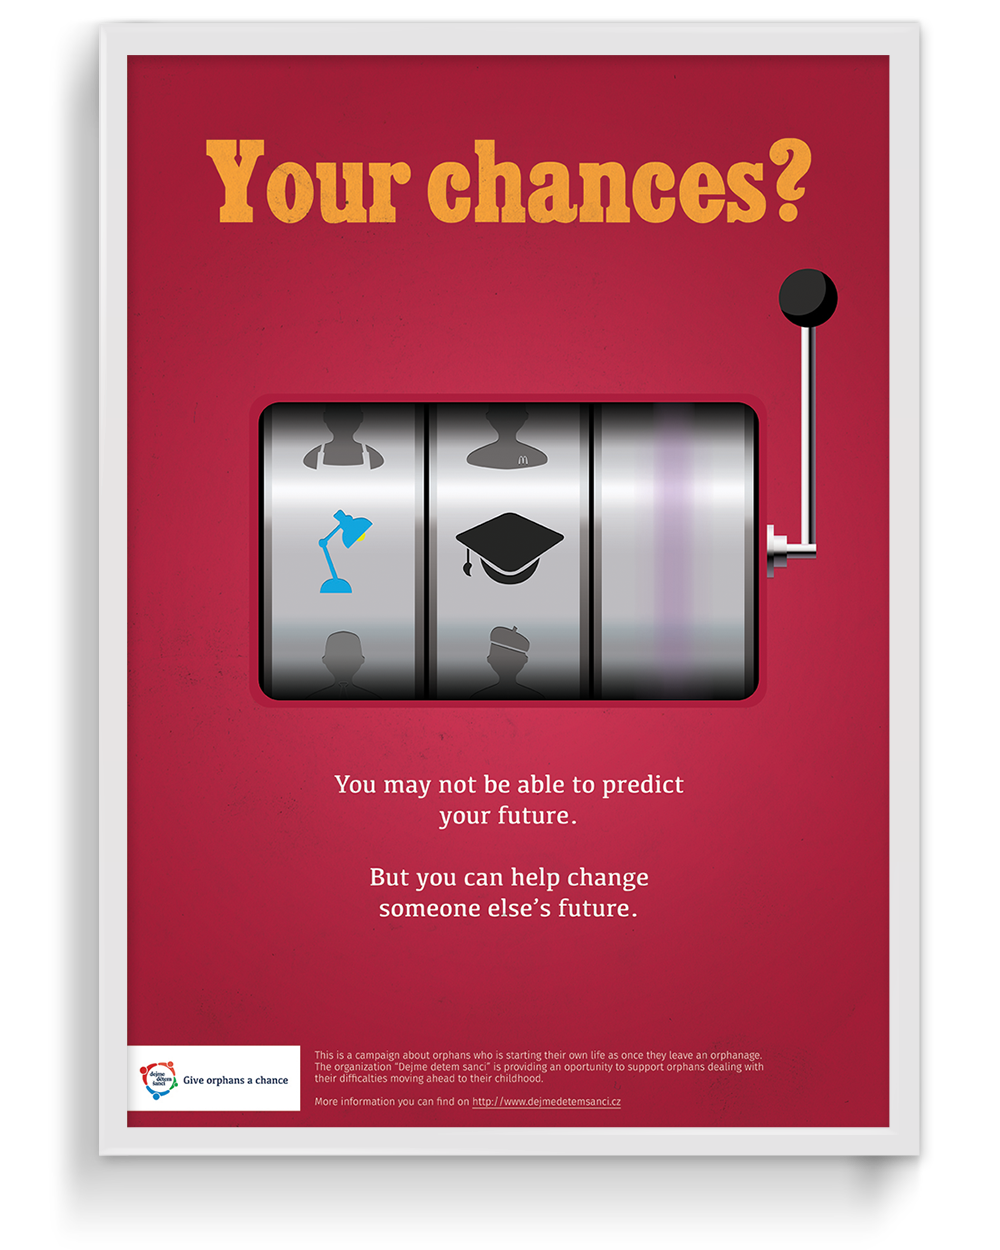 Your chances?
You may not be able to predict
your future.
But you can help change
someone else's future.
dejme
detem
sanci
Give orphans a chance
This is a campaign about orphans who is starting their own life as once they leave an orphanage.
The organization "Dejme detem sanci" is providing an oportunity to support orphans dealing with
their difficalties moving ahead to their childhood.
More information you can find on http://www.dejmedetemsanci.cz